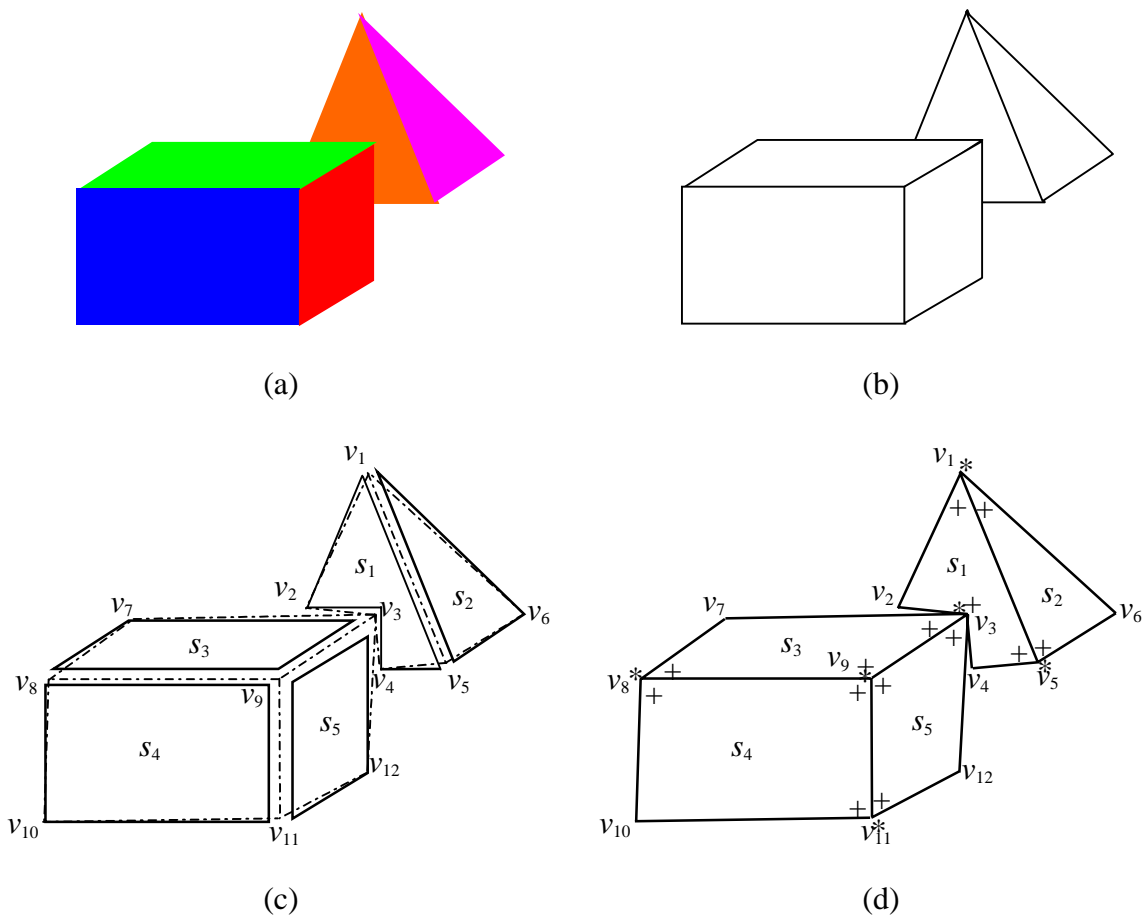 (a)
(b)
v1
s1
v2
v3
s2
v6
v7
s3
v8
v9
v4
v5
s4
s5
v12
v10
v11
(c)
v1
*
+ +
s1
v2
* +
v3
s2
v6
v7
s3
+ +
v9
+
v8 * +
*
+ +
v4
+ +
v5 *
+
+ +
s4
s5
v12
+ +
v10
v11 *
(d)